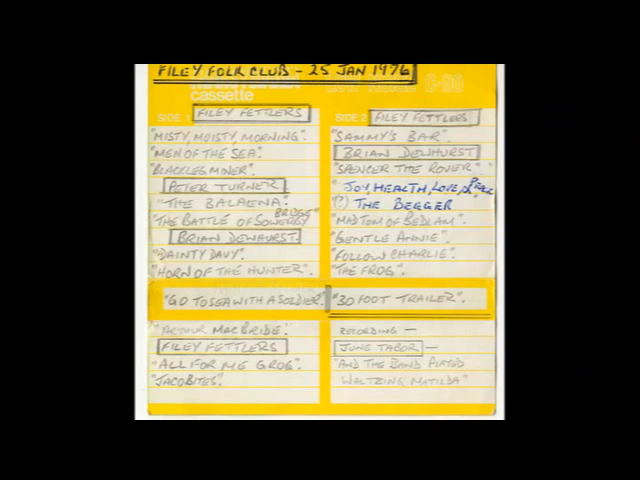 FILEY FOLK CLUB - 25 JAN 1976
cassette C-90
SIDE 1 FILEY FETTLERS
"MISTY, MOISTY, MORNING".
"MEN OF THE SEA".
"BLACKLEG MINER".
PETER TURNER.
"THE BALAENA".
"THE BATTLE OF SOWERBY BRIDGE"
BRIAN DEWHURST.
"DAINTY DAVY".
"HORN OF THE HUNTER".
"GO TO SEA WITH A SOLDIER".
"ARTHUR MACBRIDE".
FILEY FETTLERS
"ALL FOR ME GROG".
"JACOBITES".
SIDE 2 FILEY FETTLERS
"SAMMY'S BAR".
BRIAN DEWHURST
"SPENCER THE ROVER"
"JOY, HEALTH, LOVE, & PEACE"
(?) THE BEGGER
"MAD TOM OF BEDLAM".
"GENTLE ANNIE".
"FOLLOW CHARLIE".
"THE FROG".
"30 FOOT TRAILER".
RECORDING —
JUNE TABOR —
"AND THE BAND PLAYED
WALTZING MATILDA"